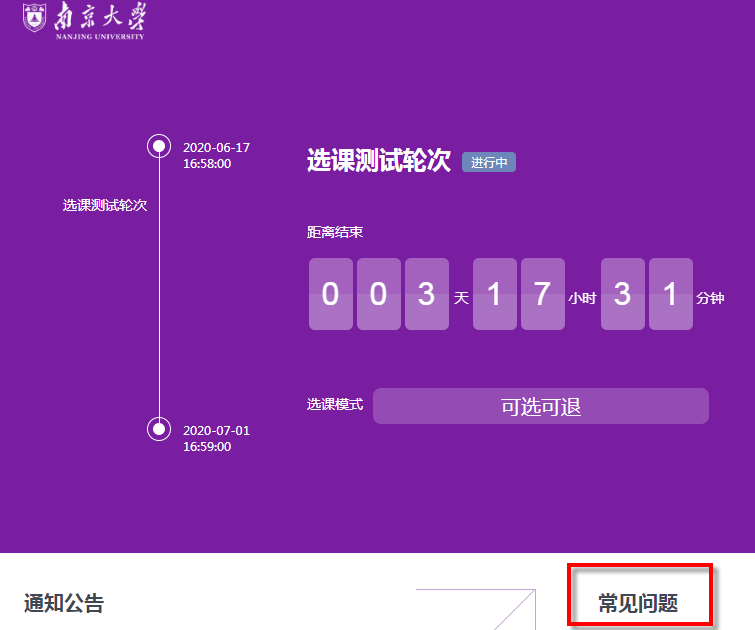 南京大學
NANJING UNIVERSITY
2020-06-17
16:58:00
选课测试轮次
2020-07-01
16:59:00
选课测试轮次 进行中
距离结束
003天17小时31分钟
选课模式 可选可退
通知公告
常见问题